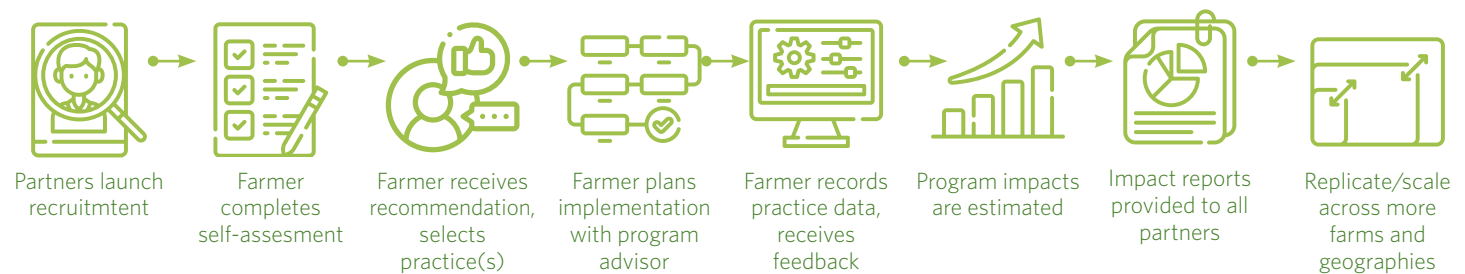 Partners launch
recruitmtent
Farmer
completes
self-assesment
Farmer receives
recommendation,
selects
practice(s)
Farmer plans
implementation
with program
advisor
Farmer records
practice data,
receives
feedback
Program impacts
are estimated
Impact reports
provided to all
partners
Replicate/scale
across more
farms and
geographies